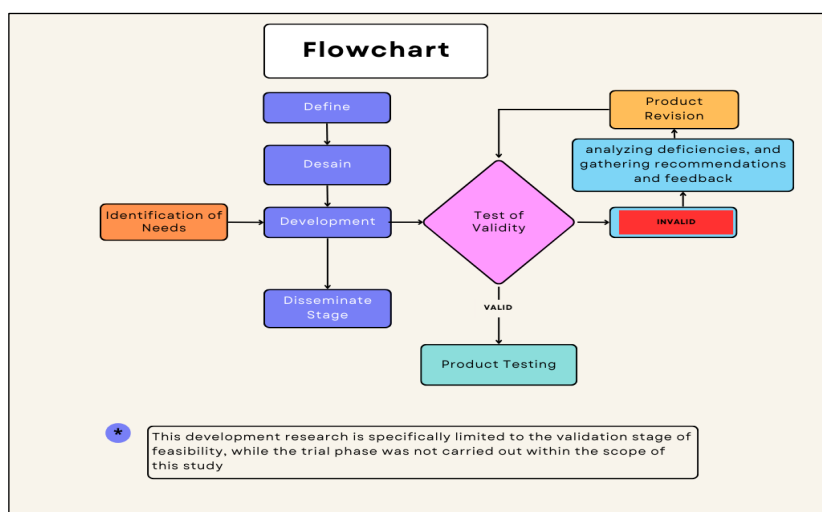 Flowchart
Define
Desain
Identification of
Needs
Development
Disseminate
Stage
Test of
Validity
VALID
Product Testing
INVALID
analyzing deficiencies, and
gathering recommendations
and feedback
Product
Revision
*
This development research is specifically limited to the validation stage of
feasibility, while the trial phase was not carried out within the scope of
this study